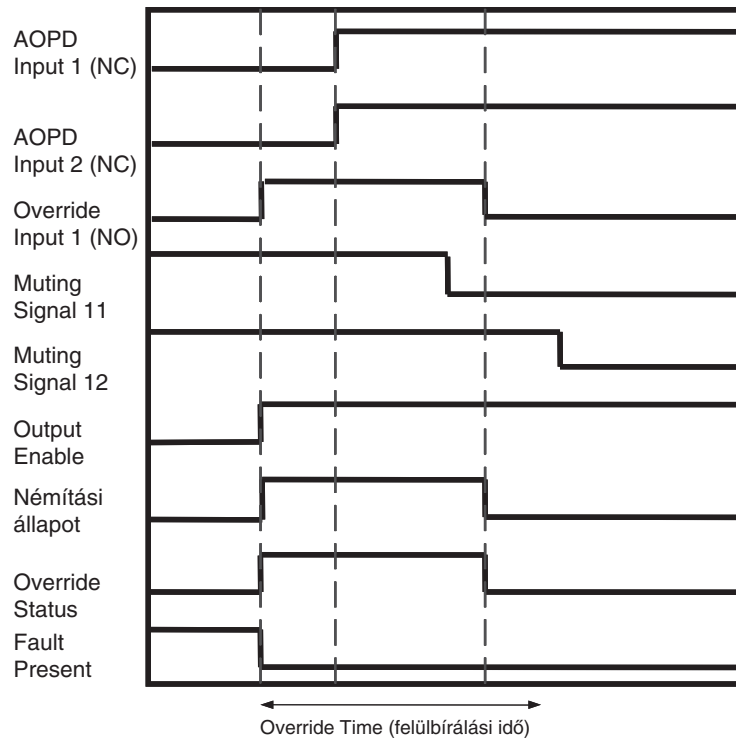 AOPD
Input 1 (NC)
AOPD
Input 2 (NC)
Override
Input 1 (NO)
Muting
Signal 11
Muting
Signal 12
Output
Enable
Némítási
állapot
Override
Status
Fault
Present
Override Time (felülbírálási idő)